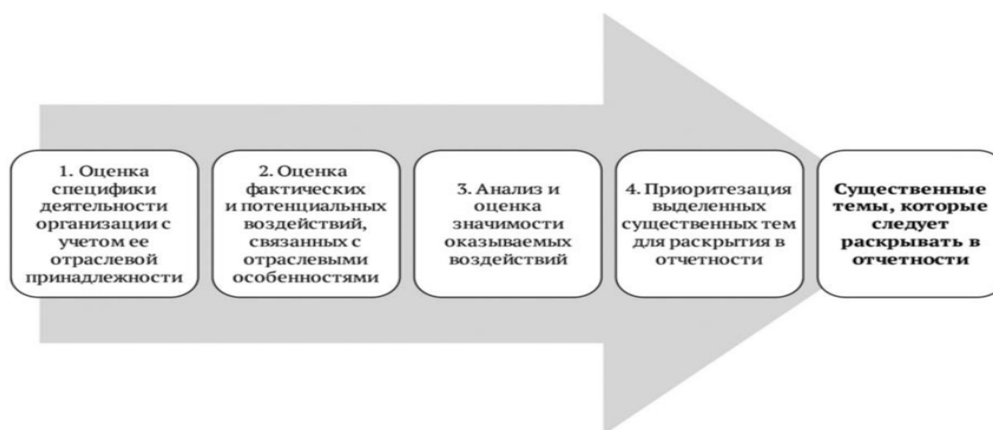 1. Оценка
специфики
деятельности
организации с
учетом ее
отраслевой
принадлежности
2. Оценка
фактических
и потенциальных
воздействий,
связанных с
отраслевыми
особенностями
3. Анализ и
оценка
значимости
оказываемых
воздействий
4. Приоритезация
выделенных
существенных тем
для раскрытия в
отчетности
Существенные
темы, которые
следует
раскрывать в
отчетности